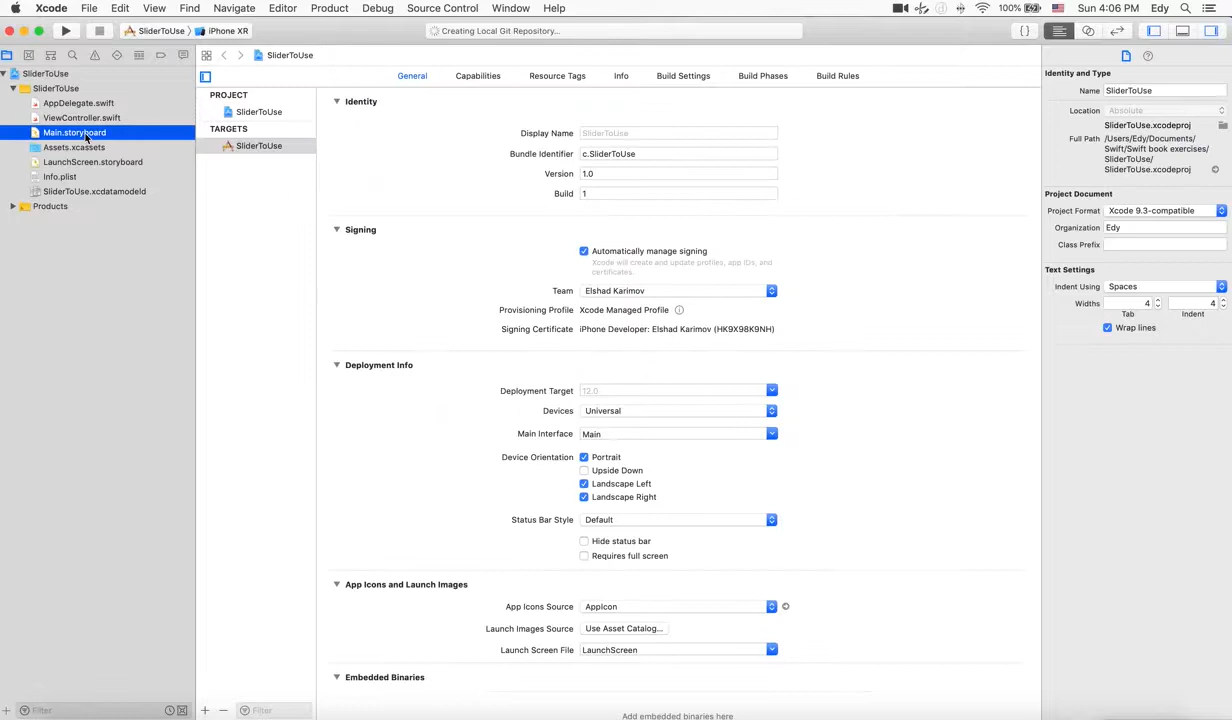 Xcode File Edit View Find Navigate Editor Product Debug Source Control Window Help 100% Sun 4:06 PM Edy
SliderToUse iPhone XR Creating Local Git Repository... { }
SliderToUse
SliderToUse
AppDelegate.swift
ViewController.swift
Main.storyboard
Assets.xcassets
LaunchScreen.storyboard
Info.plist
SliderToUse.xcdatamodeld
Products
Filter
SliderToUse
General Capabilities Resource Tags Info Build Settings Build Phases Build Rules
PROJECT
SliderToUse
TARGETS
SliderToUse
Filter
Identity
Display Name SliderToUse
Bundle Identifier c.SliderToUse
Version 1.0
Build 1
Signing
Automatically manage signing
Xcode will create and update profiles, app IDs, and
certificates.
Team Elshad Karimov
Provisioning Profile Xcode Managed Profile
Signing Certificate iPhone Developer: Elshad Karimov (HK9X98K9NH)
Deployment Info
Deployment Target 12.0
Devices Universal
Main Interface Main
Device Orientation Portrait
Upside Down
Landscape Left
Landscape Right
Status Bar Style Default
Hide status bar
Requires full screen
App Icons and Launch Images
App Icons Source AppIcon
Launch Images Source Use Asset Catalog...
Launch Screen File LaunchScreen
Embedded Binaries
Add embedded binaries here
Identity and Type
Name SliderToUse
Location Absolute
SliderToUse.xcodeproj
Full Path /Users/Edy/Documents/
Swift/Swift book exercises/
SliderToUse/
SliderToUse.xcodeproj
Project Document
Project Format Xcode 9.3-compatible
Organization Edy
Class Prefix
Text Settings
Indent Using Spaces
Widths 4 4
Tab Indent
Wrap lines